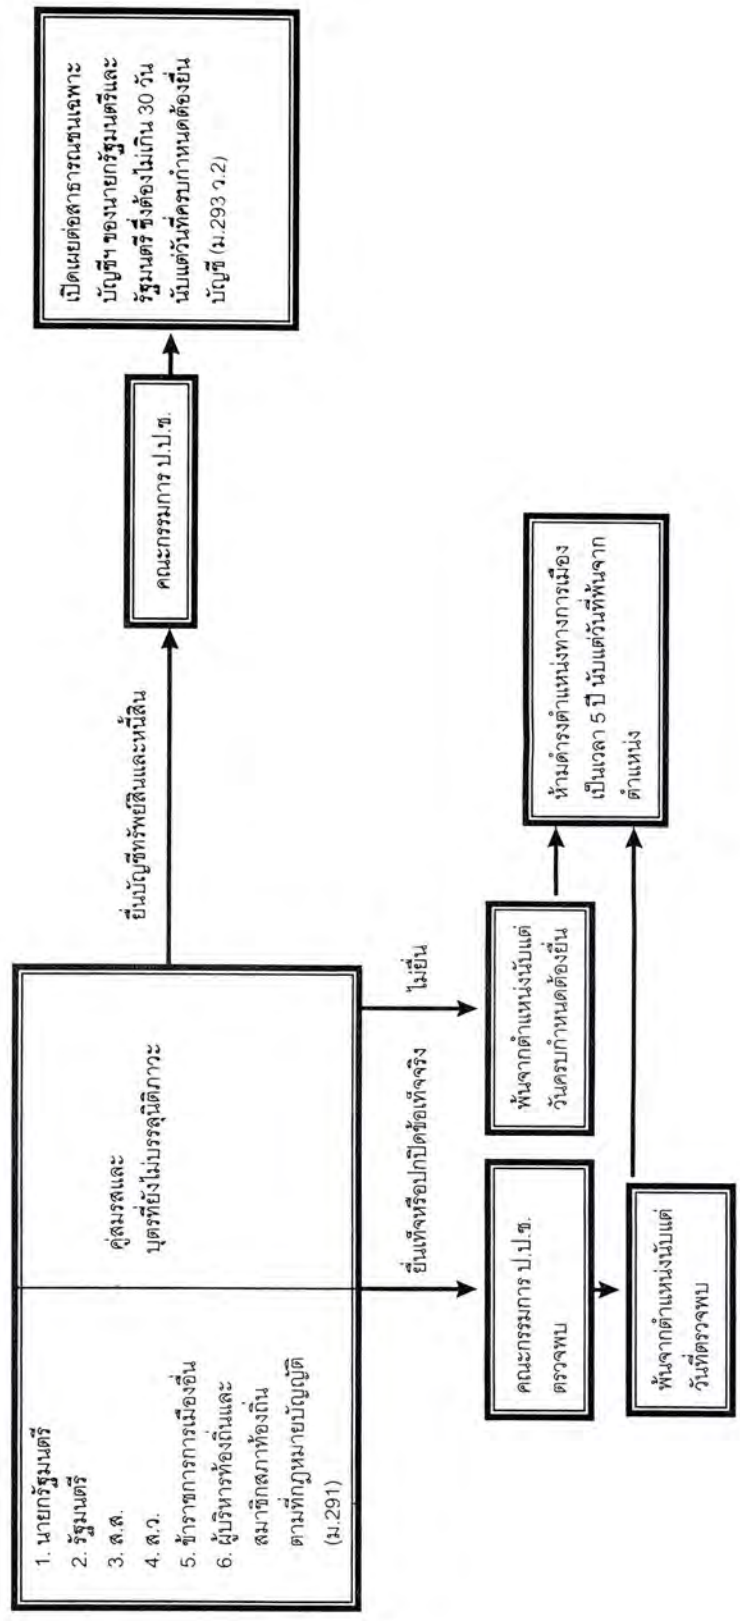 1. นายกรัฐมนตรี
2. รัฐมนตรี
3. ส.ส.
4. ส.ว.
5. ข้าราชการการเมืองอื่น
6. ผู้บริหารท้องถิ่นและ
สมาชิกสภาท้องถิ่น
ตามที่กฎหมายบัญญัติ
(ม.291)
คู่สมรสและ
บุตรที่ยังไม่บรรลุนิติภาวะ
ยื่นบัญชีทรัพย์สินและหนี้สิน
คณะกรรมการ ป.ป.ช.
เปิดเผยต่อสาธารณชนเฉพาะ
บัญชีฯ ของนายกรัฐมนตรีและ
รัฐมนตรี ซึ่งต้องไม่เกิน 30 วัน
นับแต่วันที่ครบกำหนดต้องยื่น
บัญชี (ม.293 ว.2)
ยื่นเท็จหรือปกปิดข้อเท็จจริง
ไม่ยื่น
คณะกรรมการ ป.ป.ช.
ตรวจพบ
พ้นจากตำแหน่งนับแต่
วันครบกำหนดต้องยื่น
ห้ามดำรงตำแหน่งทางการเมือง
เป็นเวลา 5 ปี นับแต่วันที่พ้นจาก
ตำแหน่ง
พ้นจากตำแหน่งนับแต่
วันที่ตรวจพบ